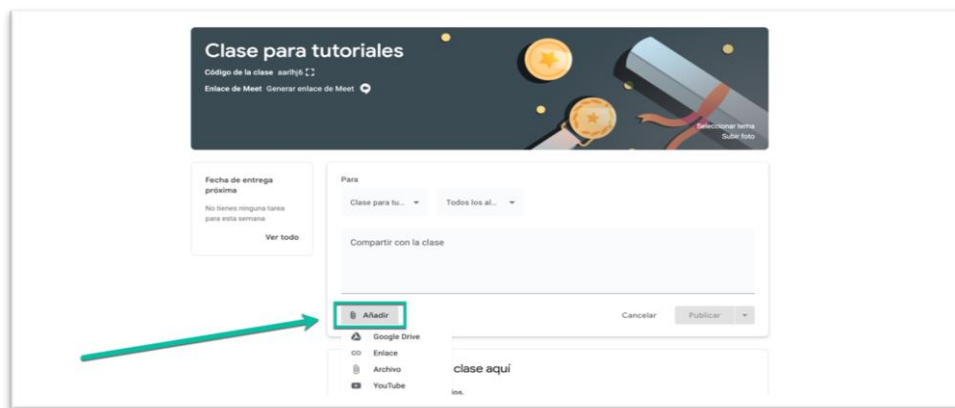 Clase para tutoriales
Código de la clase aarlhj6
Enlace de Meet Generar enlace de Meet
Seleccionar tema
Subir foto
Fecha de entrega
próxima
No tienes ninguna tarea
para esta semana
Ver todo
Para
Clase para tu...
Todos los al...
Compartir con la clase
Añadir
Cancelar
Publicar
Google Drive
Enlace
Archivo
YouTube
clase aquí